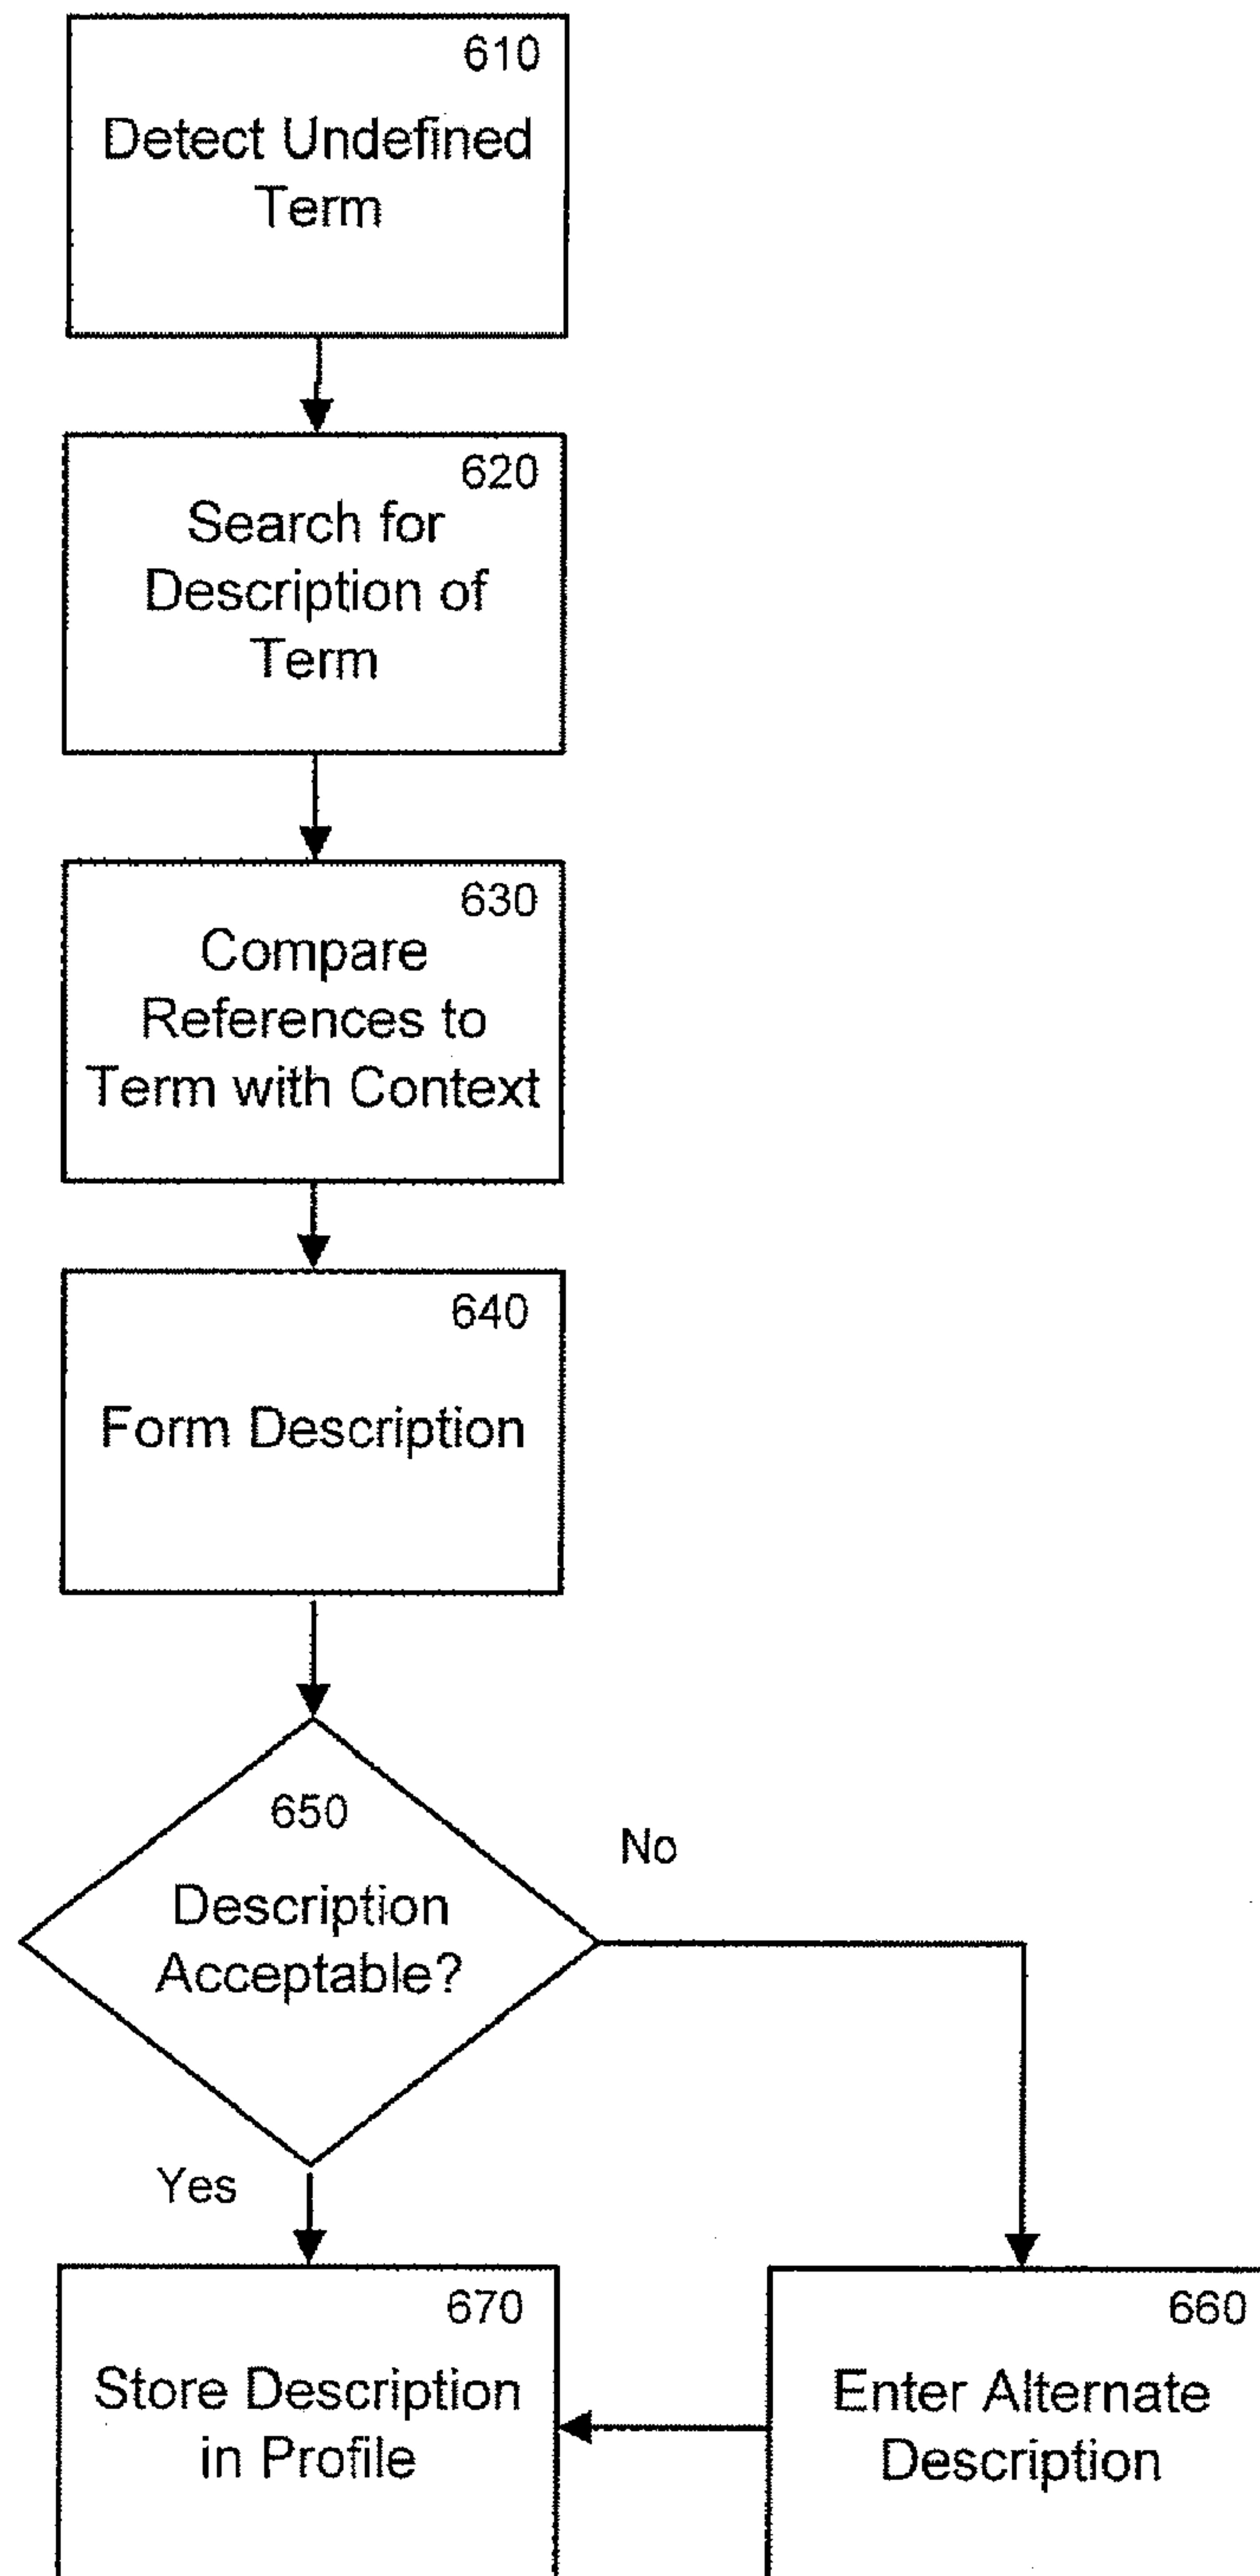 610
Detect Undefined
Term
620
Search for
Description of
Term
630
Compare
References to
Term with Context
640
Form Description
650
Description
Acceptable?
No
Yes
670
Store Description
in Profile
660
Enter Alternate
Description